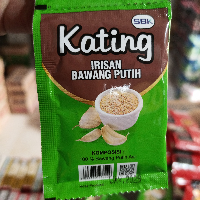 SBK
Kating
IRISAN
BAWANG PUTIH
KOMPOSISI :